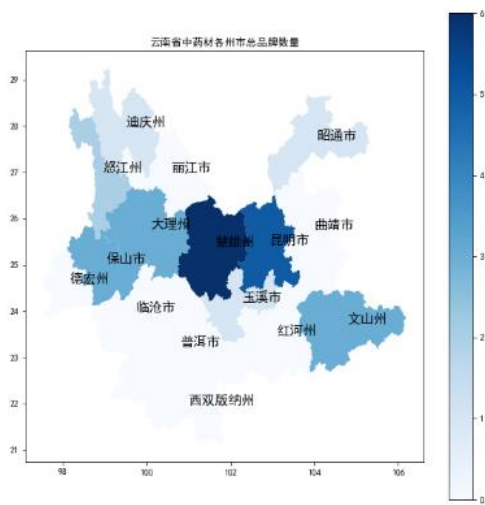 云南省中药材各州市总品牌数量
6
5
4
3
2
1
0
29
28
27
26
25
24
23
22
21
98
100
102
104
106
迪庆州
昭通市
怒江州
丽江市
大理州
楚雄州
昆明市
曲靖市
保山市
德宏州
临沧市
玉溪市
普洱市
红河州
文山州
西双版纳州